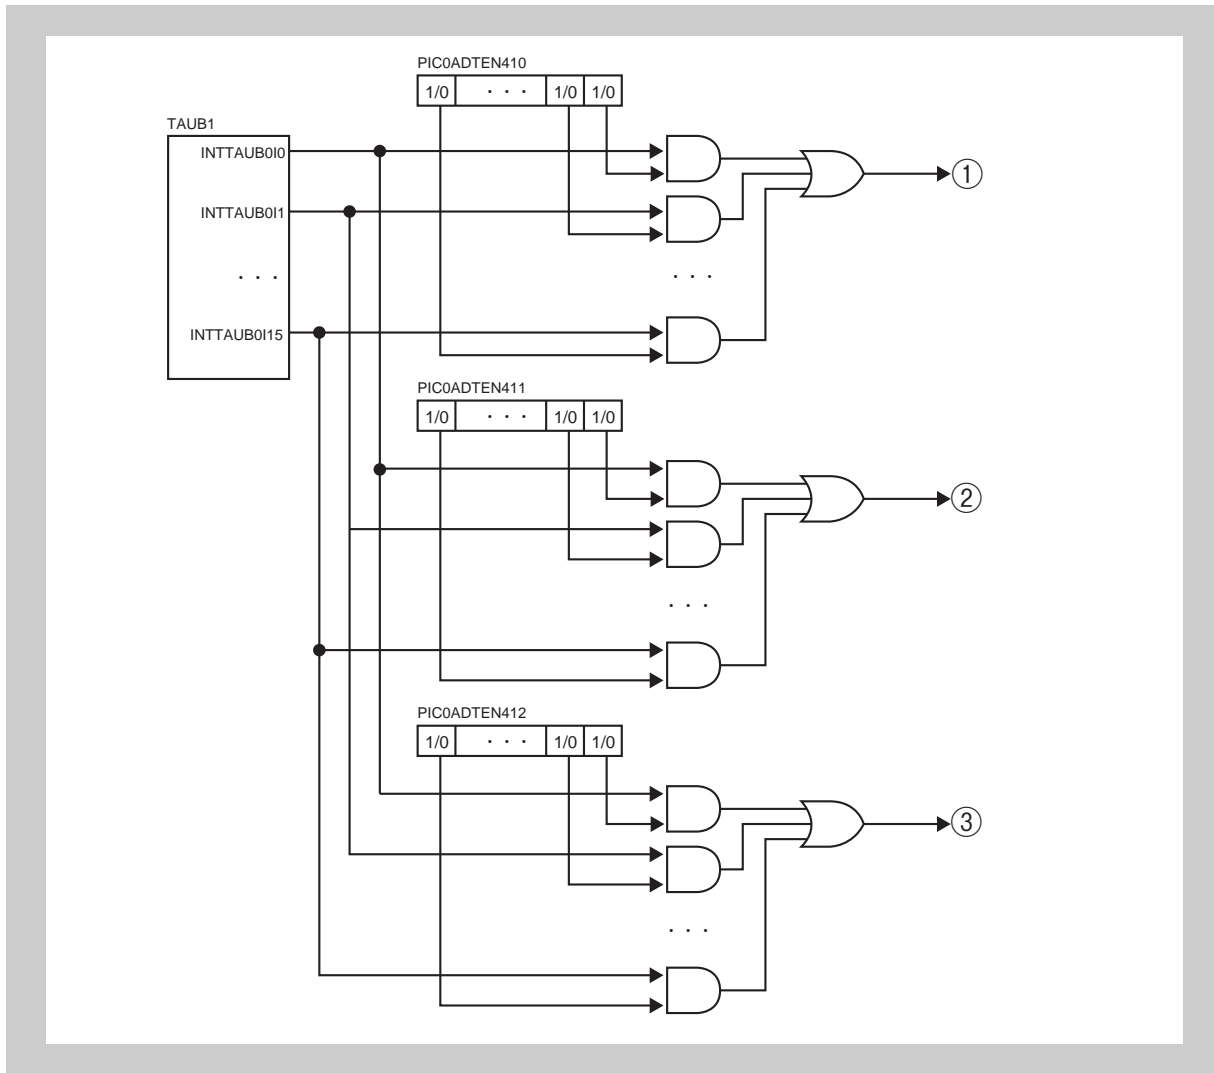 PIC0ADTEN410
1/0 · · · 1/0 1/0
TAUB1
INTTAUB0I0
①
INTTAUB0I1
· · ·
· · ·
INTTAUB0I15
PIC0ADTEN411
1/0 · · · 1/0 1/0
②
· · ·
PIC0ADTEN412
1/0 · · · 1/0 1/0
③
· · ·